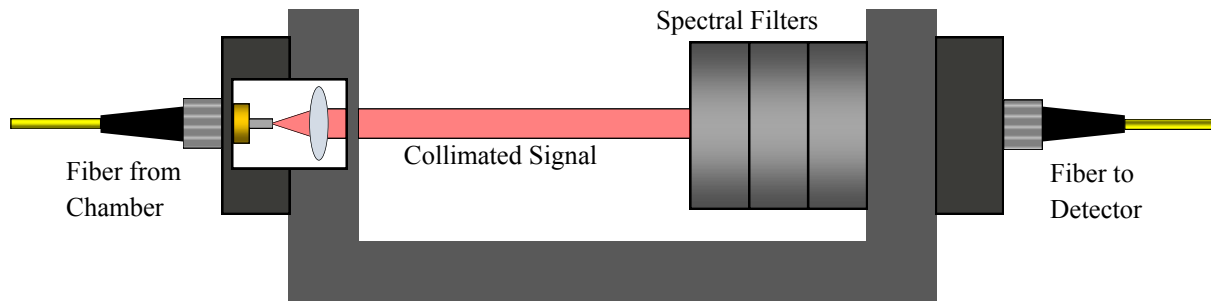 Spectral Filters
Collimated Signal
Fiber from
Chamber
Fiber to
Detector